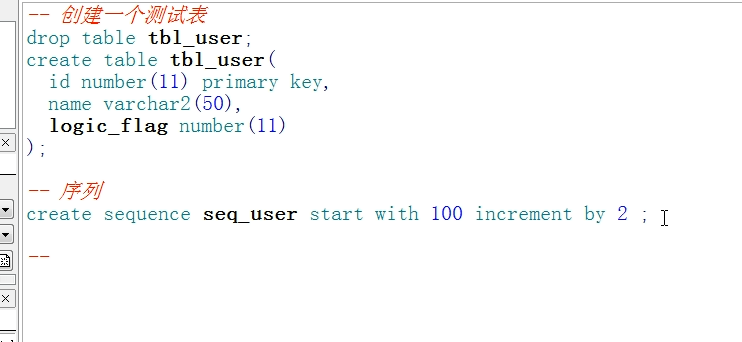 -- 创建一个测试表
drop table tbl_user;
create table tbl_user(
  id number(11) primary key,
  name varchar2(50),
  logic_flag number(11)
);
-- 序列
create sequence seq_user start with 100 increment by 2 ;
--